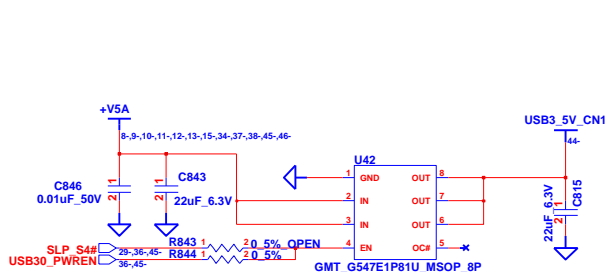 +V5A
8-,9-,10-,11-,12-,13-,15-,34-,37-,38-,45-,46-
USB3_5V_CN1
44-
U42
C846
0.01uF_50V
1
2
C843
22uF_6.3V
1
2
1 GND OUT 8
2 IN OUT 7
3 IN OUT 6
4 EN OC# 5
GMT_G547E1P81U_MSOP_8P
C815
22uF_6.3V
1
2
SLP_S4# 29-,36-,45- R843 1 2 0_5%_OPEN
USB30_PWREN 36-,45- R844 1 2 0_5%